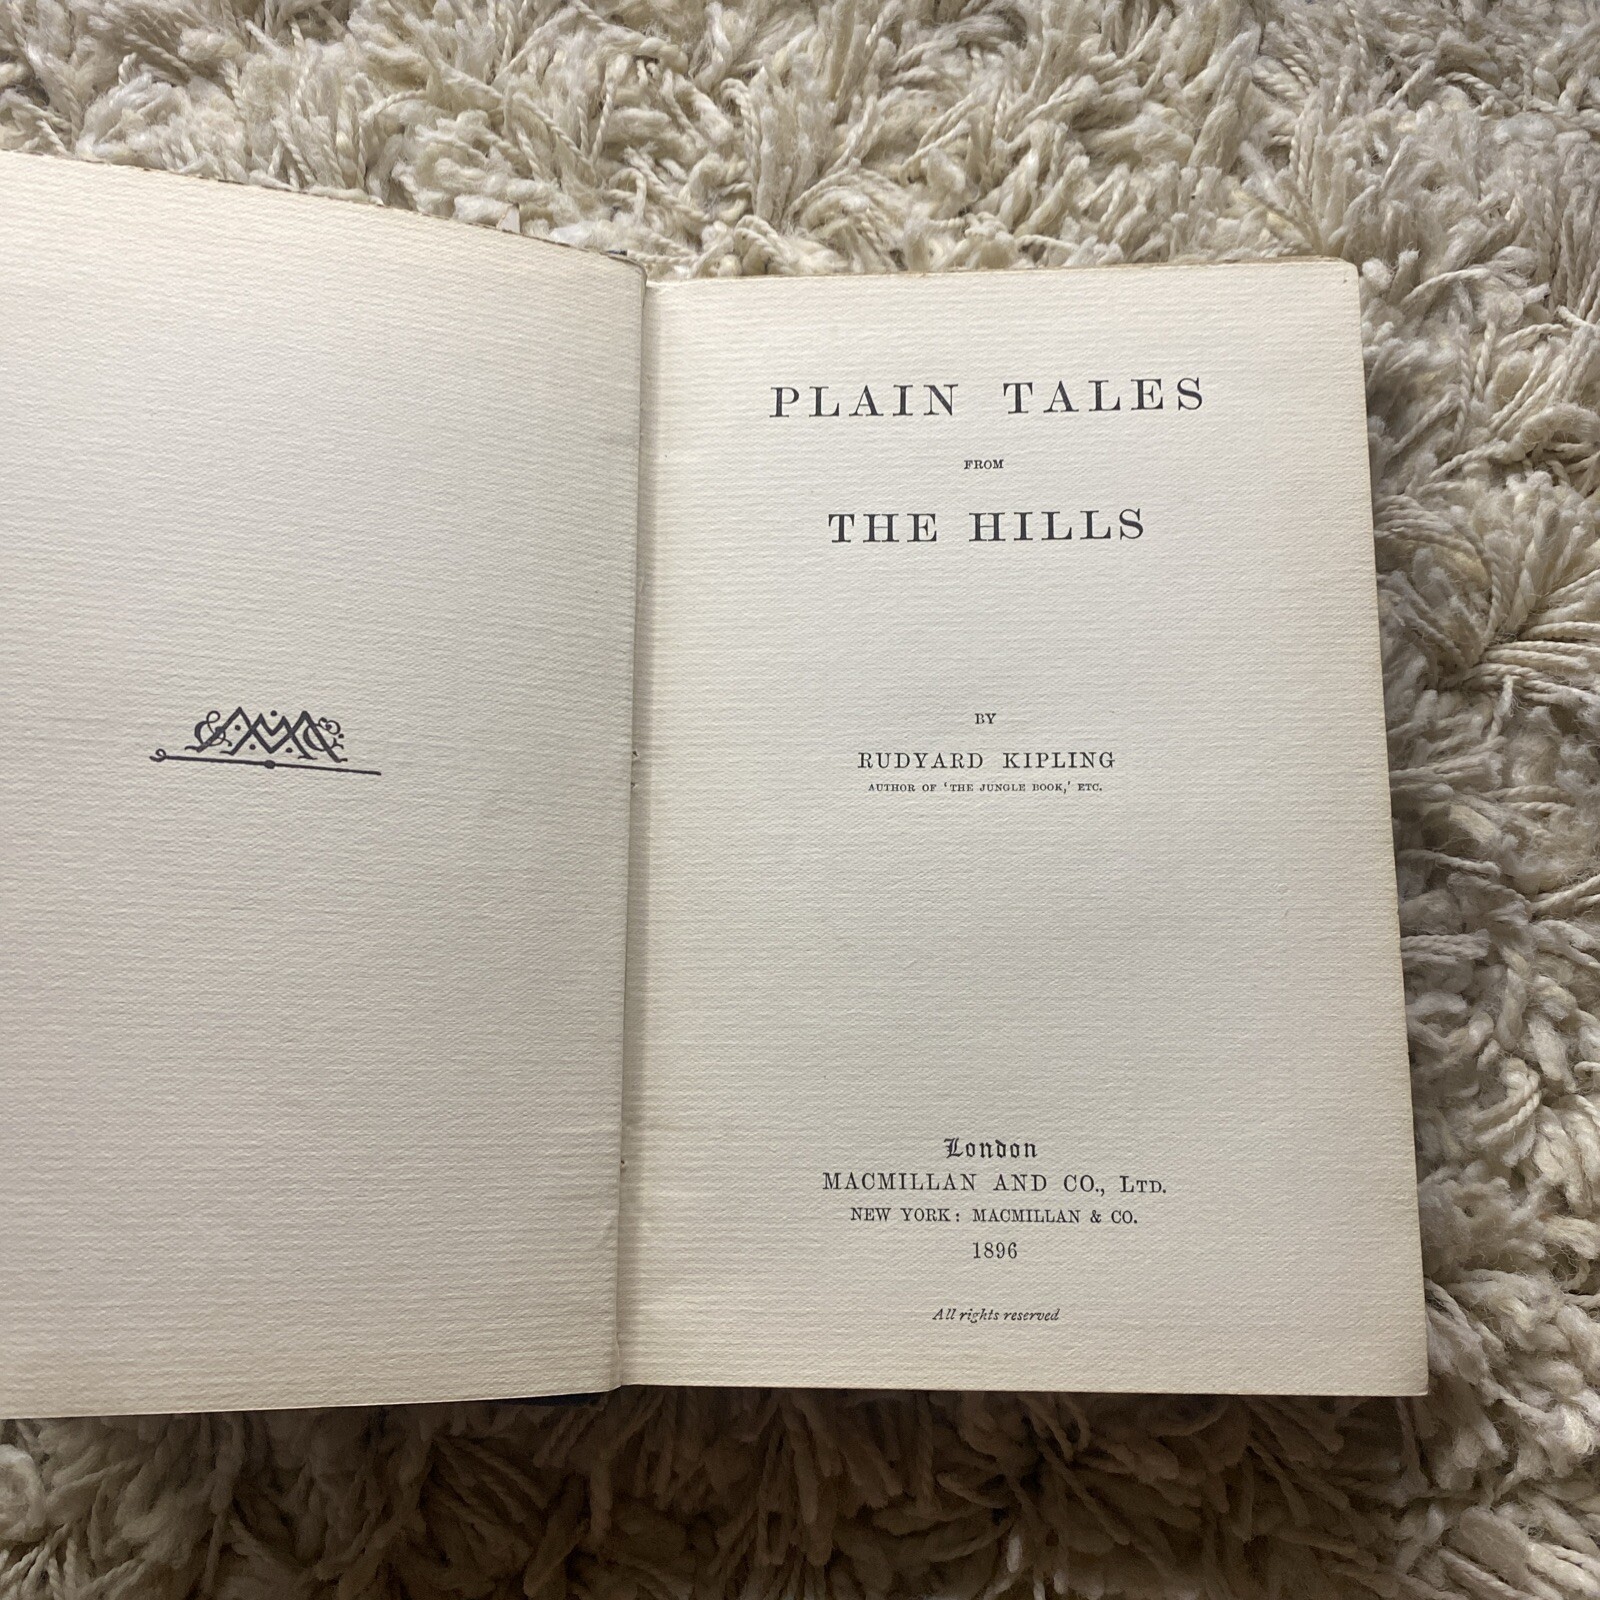 PLAIN TALES
FROM
THE HILLS
BY
RUDYARD KIPLING
AUTHOR OF ‘THE JUNGLE BOOK,’ ETC.
London
MACMILLAN AND CO., LTD.
NEW YORK: MACMILLAN & CO.
1896
All rights reserved